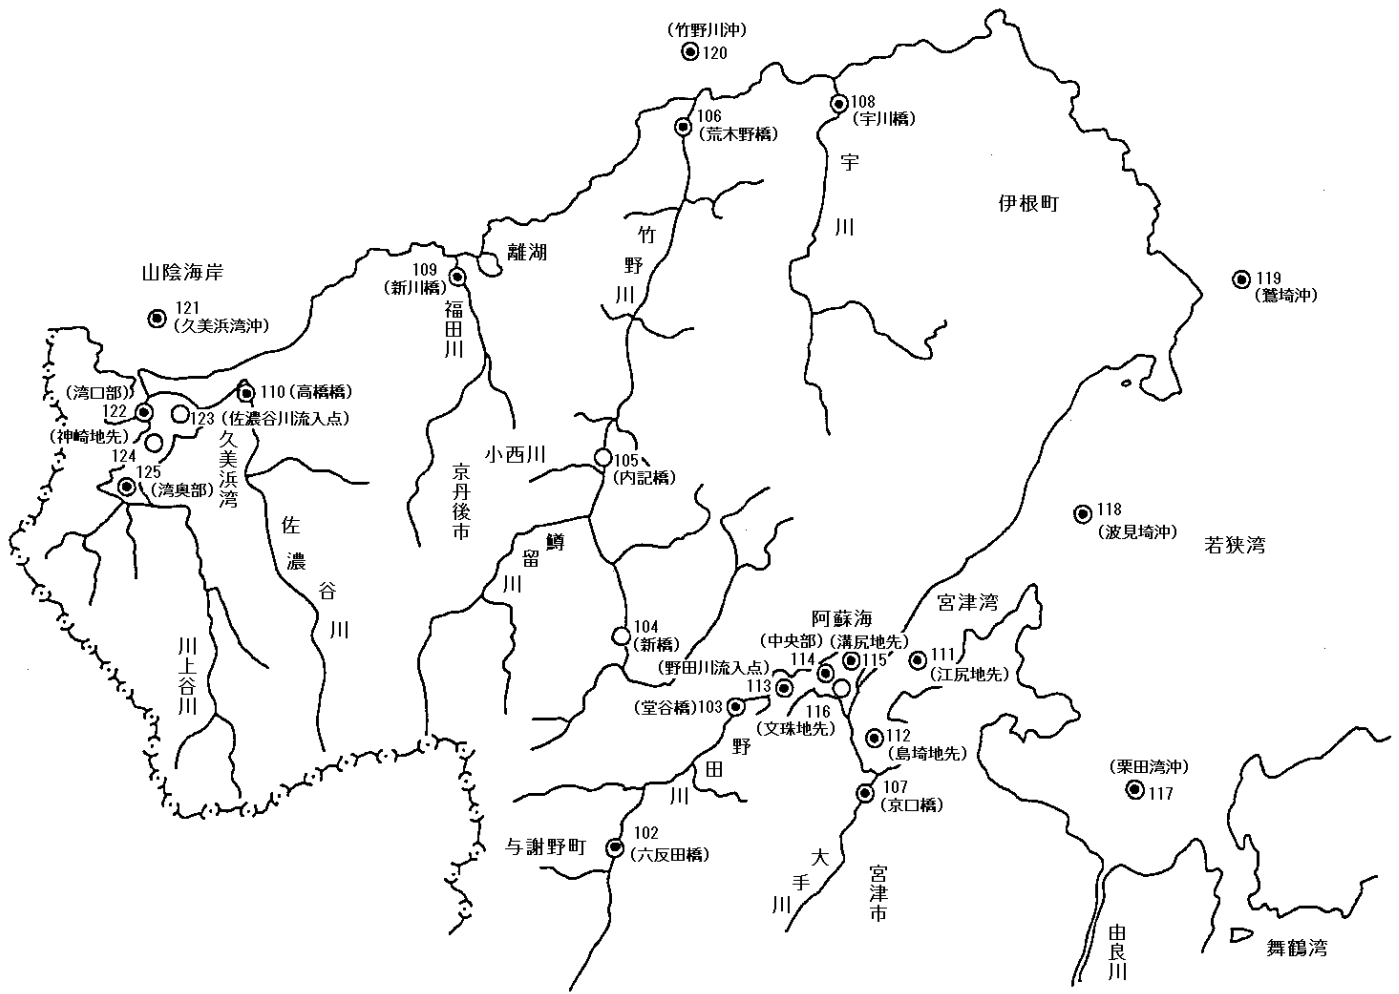 (竹野川沖)
120
108
(宇川橋)
106
(荒木野橋)
宇川
伊根町
竹野川
離湖
山陰海岸
109
(新川橋)
119
(鷲埼沖)
121
(久美浜湾沖)
福田川
(湾口部)
122
110(高橋橋)
123(佐濃谷川流入点)
(神崎地先)
124
久美浜湾
125
(湾奥部)
小西川
105
(内記橋)
京丹後市
佐濃谷川
鱒留川
118
(波見埼沖)
若狭湾
宮津湾
阿蘇海
104
(新橋)
(中央部)
(溝尻地先)
114
115
111
(江尻地先)
(野田川流入点)
113
川上谷川
(堂谷橋)103
116
(文珠地先)
112
(島埼地先)
野田川
(栗田湾沖)
117
107
(京口橋)
与謝野町
102
(六反田橋)
大手川
宮津市
由良川
舞鶴湾